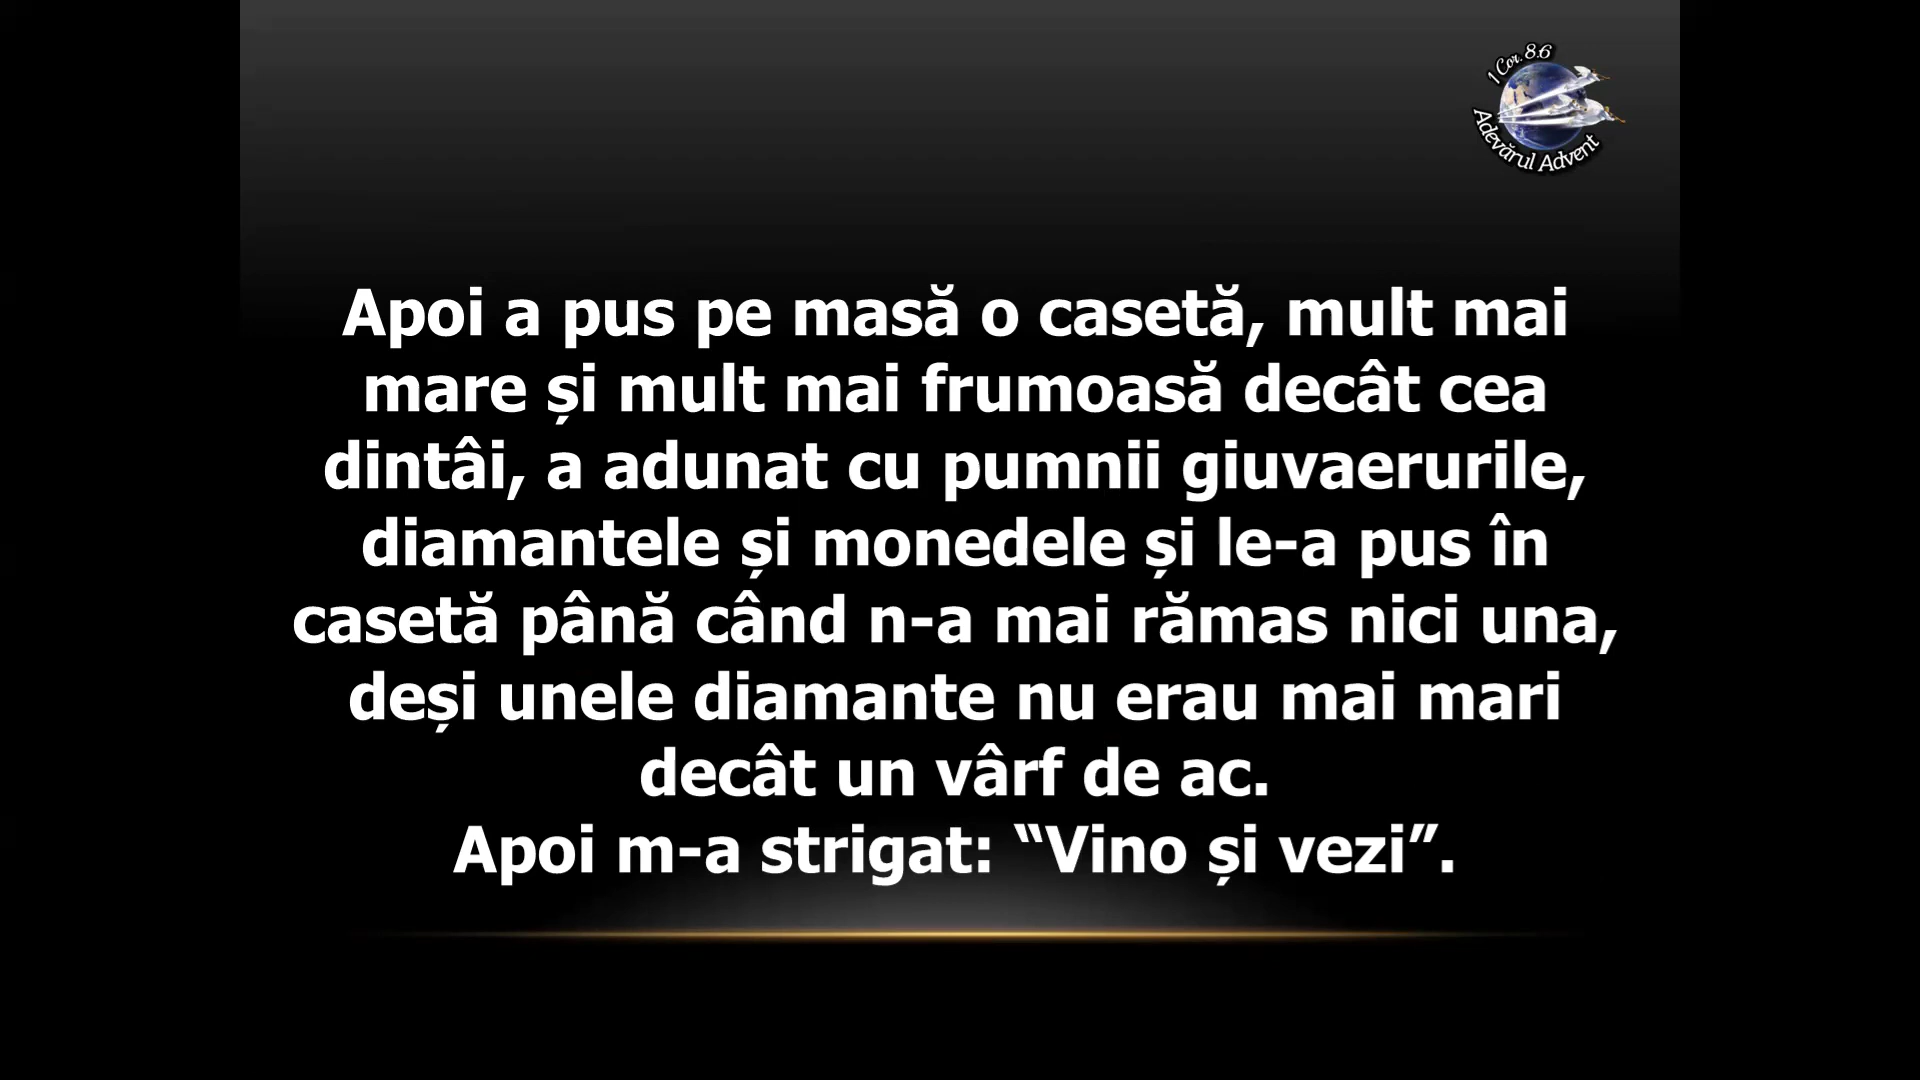 1 Cor. 8:6
Adevărul Advent
Apoi a pus pe masă o casetă, mult mai
mare și mult mai frumoasă decât cea
dintâi, a adunat cu pumnii giuvaerurile,
diamantele și monedele și le-a pus în
casetă până când n-a mai rămas nici una,
deși unele diamante nu erau mai mari
decât un vârf de ac.
Apoi m-a strigat: “Vino și vezi”.